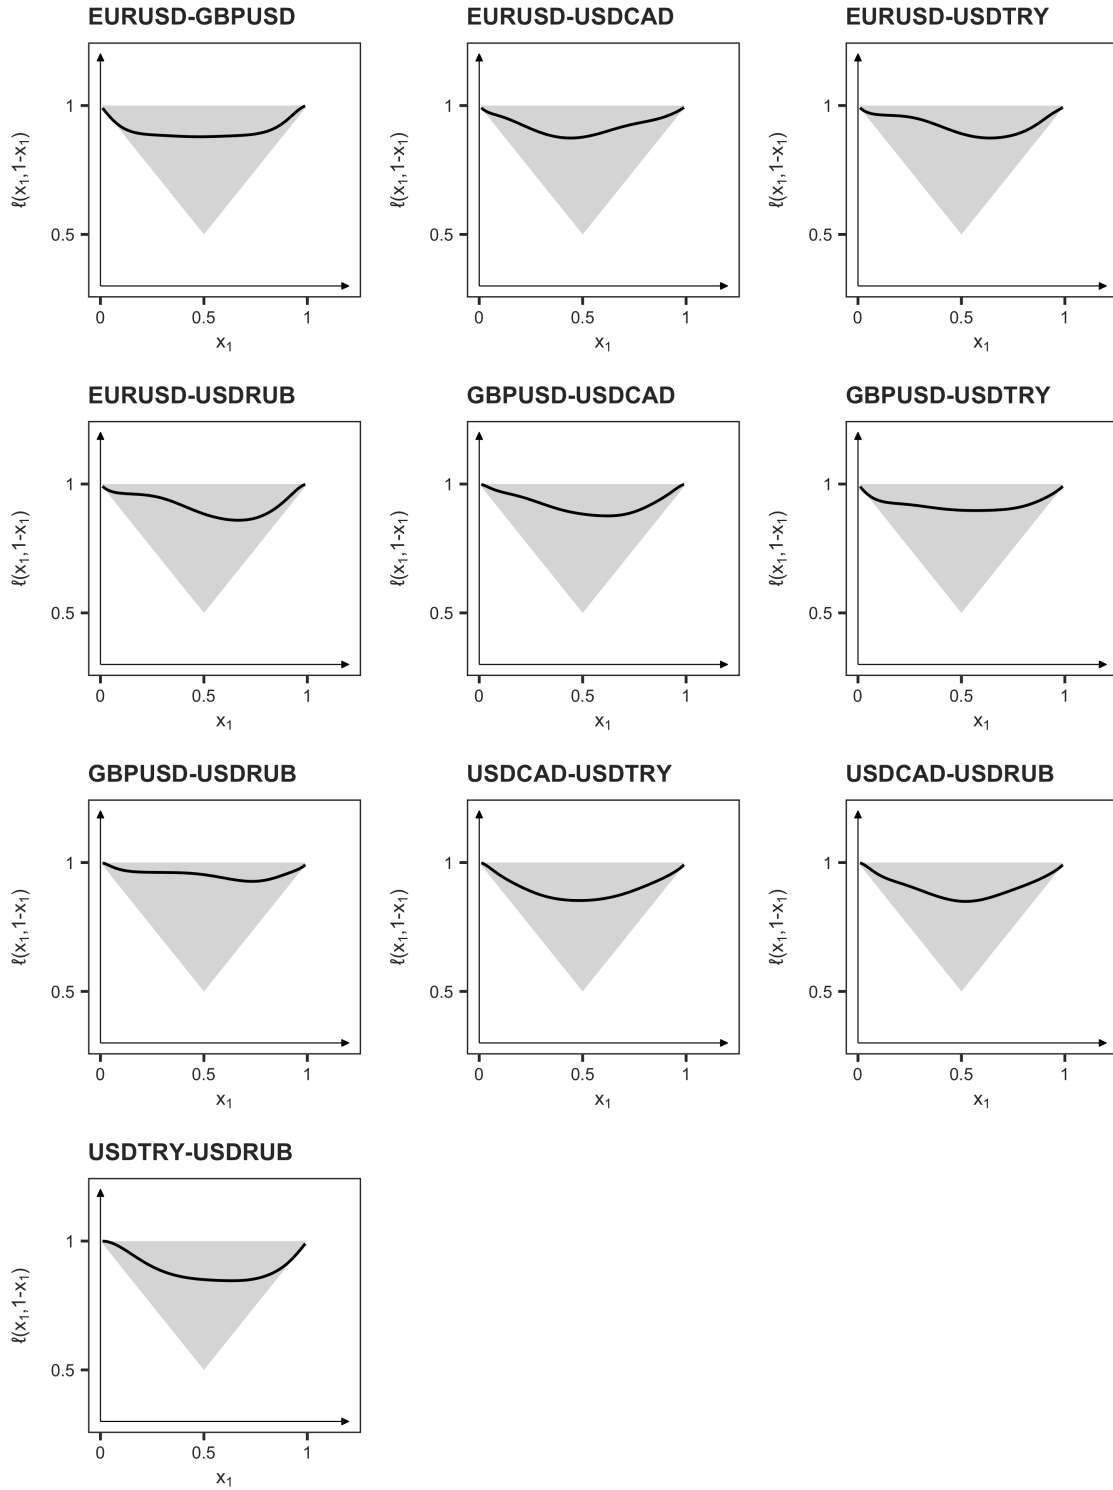 EURUSD-GBPUSD EURUSD-USDCAD EURUSD-USDTRY
1 1 1
ℓ(x₁,1-x₁) ℓ(x₁,1-x₁) ℓ(x₁,1-x₁)
0.5 0.5 0.5
0 0.5 1 0 0.5 1 0 0.5 1
x₁ x₁ x₁
EURUSD-USDRUB GBPUSD-USDCAD GBPUSD-USDTRY
1 1 1
ℓ(x₁,1-x₁) ℓ(x₁,1-x₁) ℓ(x₁,1-x₁)
0.5 0.5 0.5
0 0.5 1 0 0.5 1 0 0.5 1
x₁ x₁ x₁
GBPUSD-USDRUB USDCAD-USDTRY USDCAD-USDRUB
1 1 1
ℓ(x₁,1-x₁) ℓ(x₁,1-x₁) ℓ(x₁,1-x₁)
0.5 0.5 0.5
0 0.5 1 0 0.5 1 0 0.5 1
x₁ x₁ x₁
USDTRY-USDRUB
1
ℓ(x₁,1-x₁)
0.5
0 0.5 1
x₁